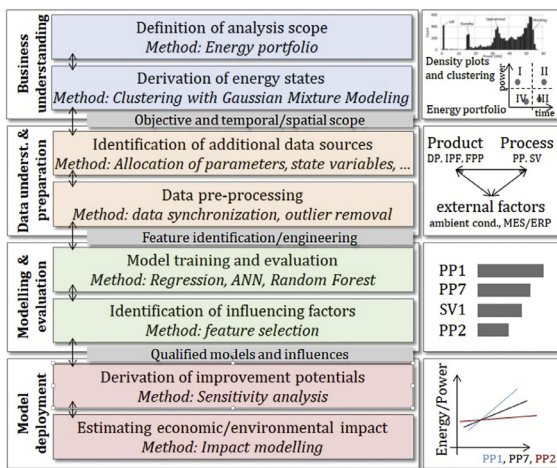 Business
understanding
Definition of analysis scope
Method: Energy portfolio
Derivation of energy states
Method: Clustering with Gaussian Mixture Modeling
Objective and temporal/spatial scope
Density plots
and clustering
power
I
II
IV
III
time
Energy portfolio
Data underst. &
preparation
Identification of additional data sources
Method: Allocation of parameters, state variables, ...
Data pre-processing
Method: data synchronization, outlier removal
Feature identification/engineering
Product
Process
DP, IPF, FPP
PP, SV
external factors
ambient cond., MES/ERP
Modelling &
evaluation
Model training and evaluation
Method: Regression, ANN, Random Forest
Identification of influencing factors
Method: feature selection
Qualified models and influences
PP1
PP7
SV1
PP2
Model
deployment
Derivation of improvement potentials
Method: Sensitivity analysis
Estimating economic/environmental impact
Method: Impact modelling
Energy/Power
PP1, PP7, PP2